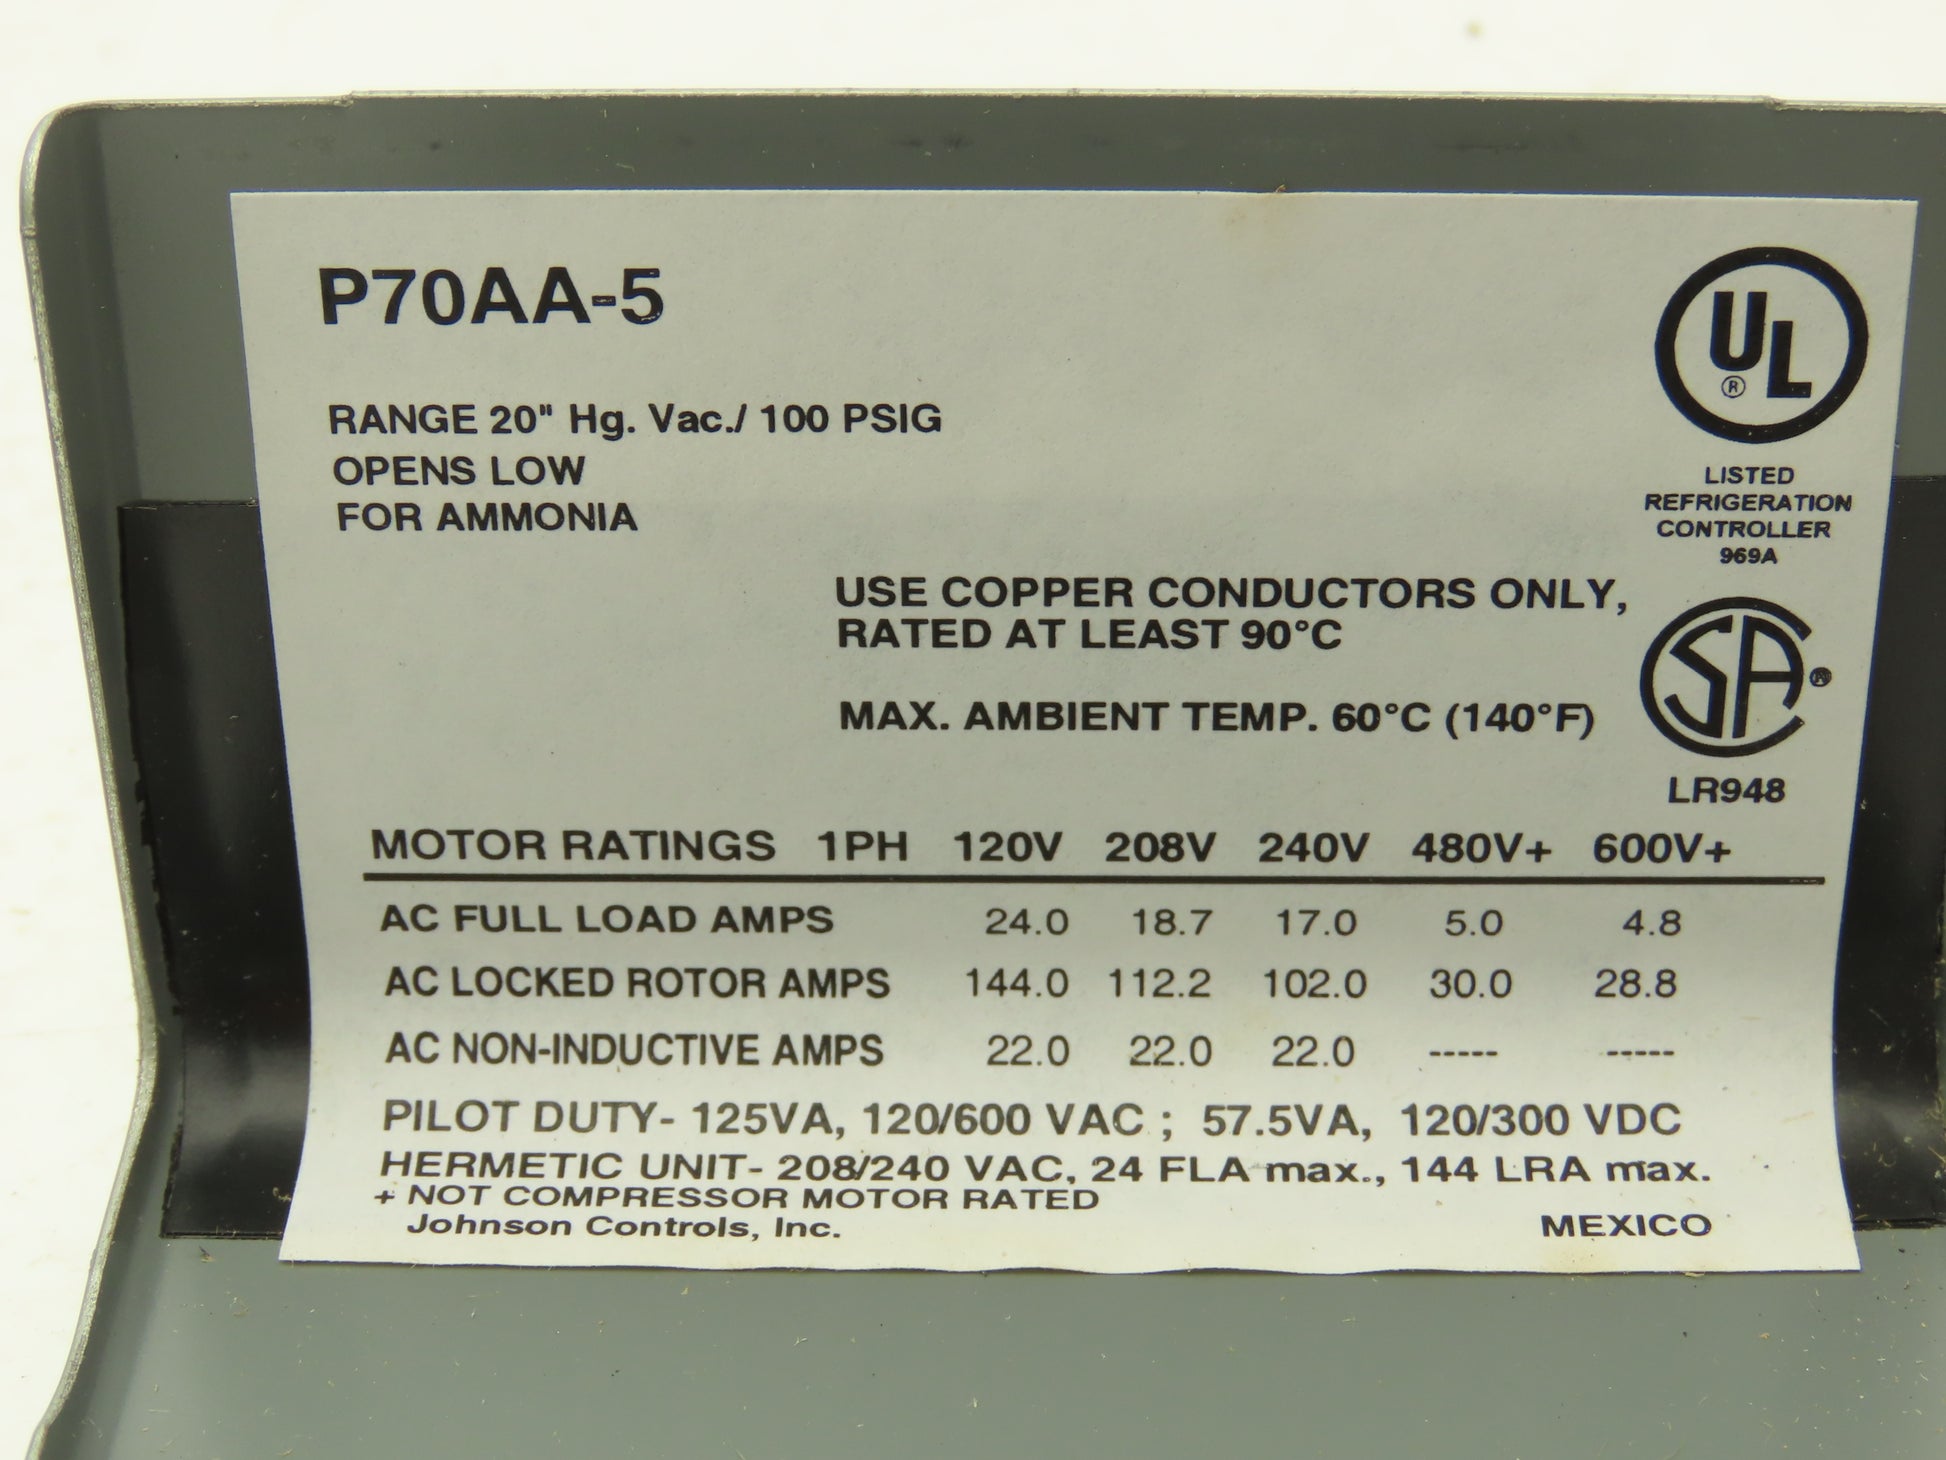 P70AA-5
RANGE 20" Hg. Vac./ 100 PSIG
OPENS LOW
FOR AMMONIA
UL
®
LISTED
REFRIGERATION
CONTROLLER
969A
USE COPPER CONDUCTORS ONLY,
RATED AT LEAST 90°C
MAX. AMBIENT TEMP. 60°C (140°F)
SA®
LR948
MOTOR RATINGS 1PH 120V 208V 240V 480V+ 600V+
AC FULL LOAD AMPS 24.0 18.7 17.0 5.0 4.8
AC LOCKED ROTOR AMPS 144.0 112.2 102.0 30.0 28.8
AC NON-INDUCTIVE AMPS 22.0 22.0 22.0 ----- -----
PILOT DUTY- 125VA, 120/600 VAC ; 57.5VA, 120/300 VDC
HERMETIC UNIT- 208/240 VAC, 24 FLA max., 144 LRA max.
+ NOT COMPRESSOR MOTOR RATED
Johnson Controls, Inc. MEXICO